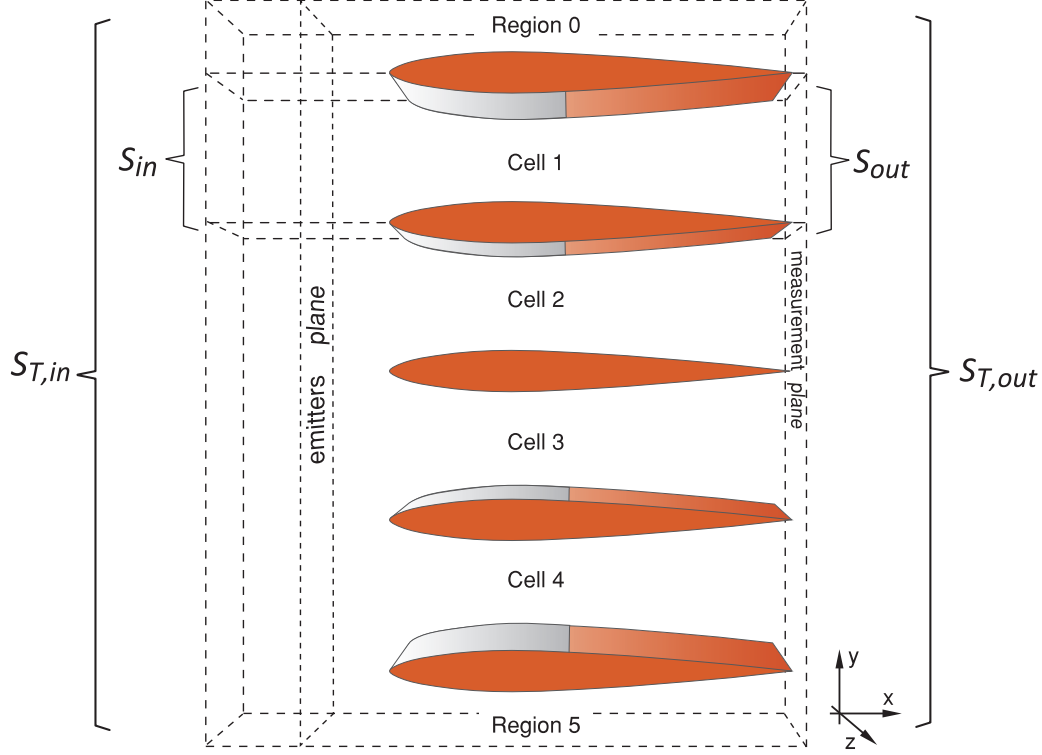 Region 0
S_in
Cell 1
S_out
Cell 2
emitters plane
measurement plane
S_T,in
S_T,out
Cell 3
Cell 4
y
x
z
Region 5